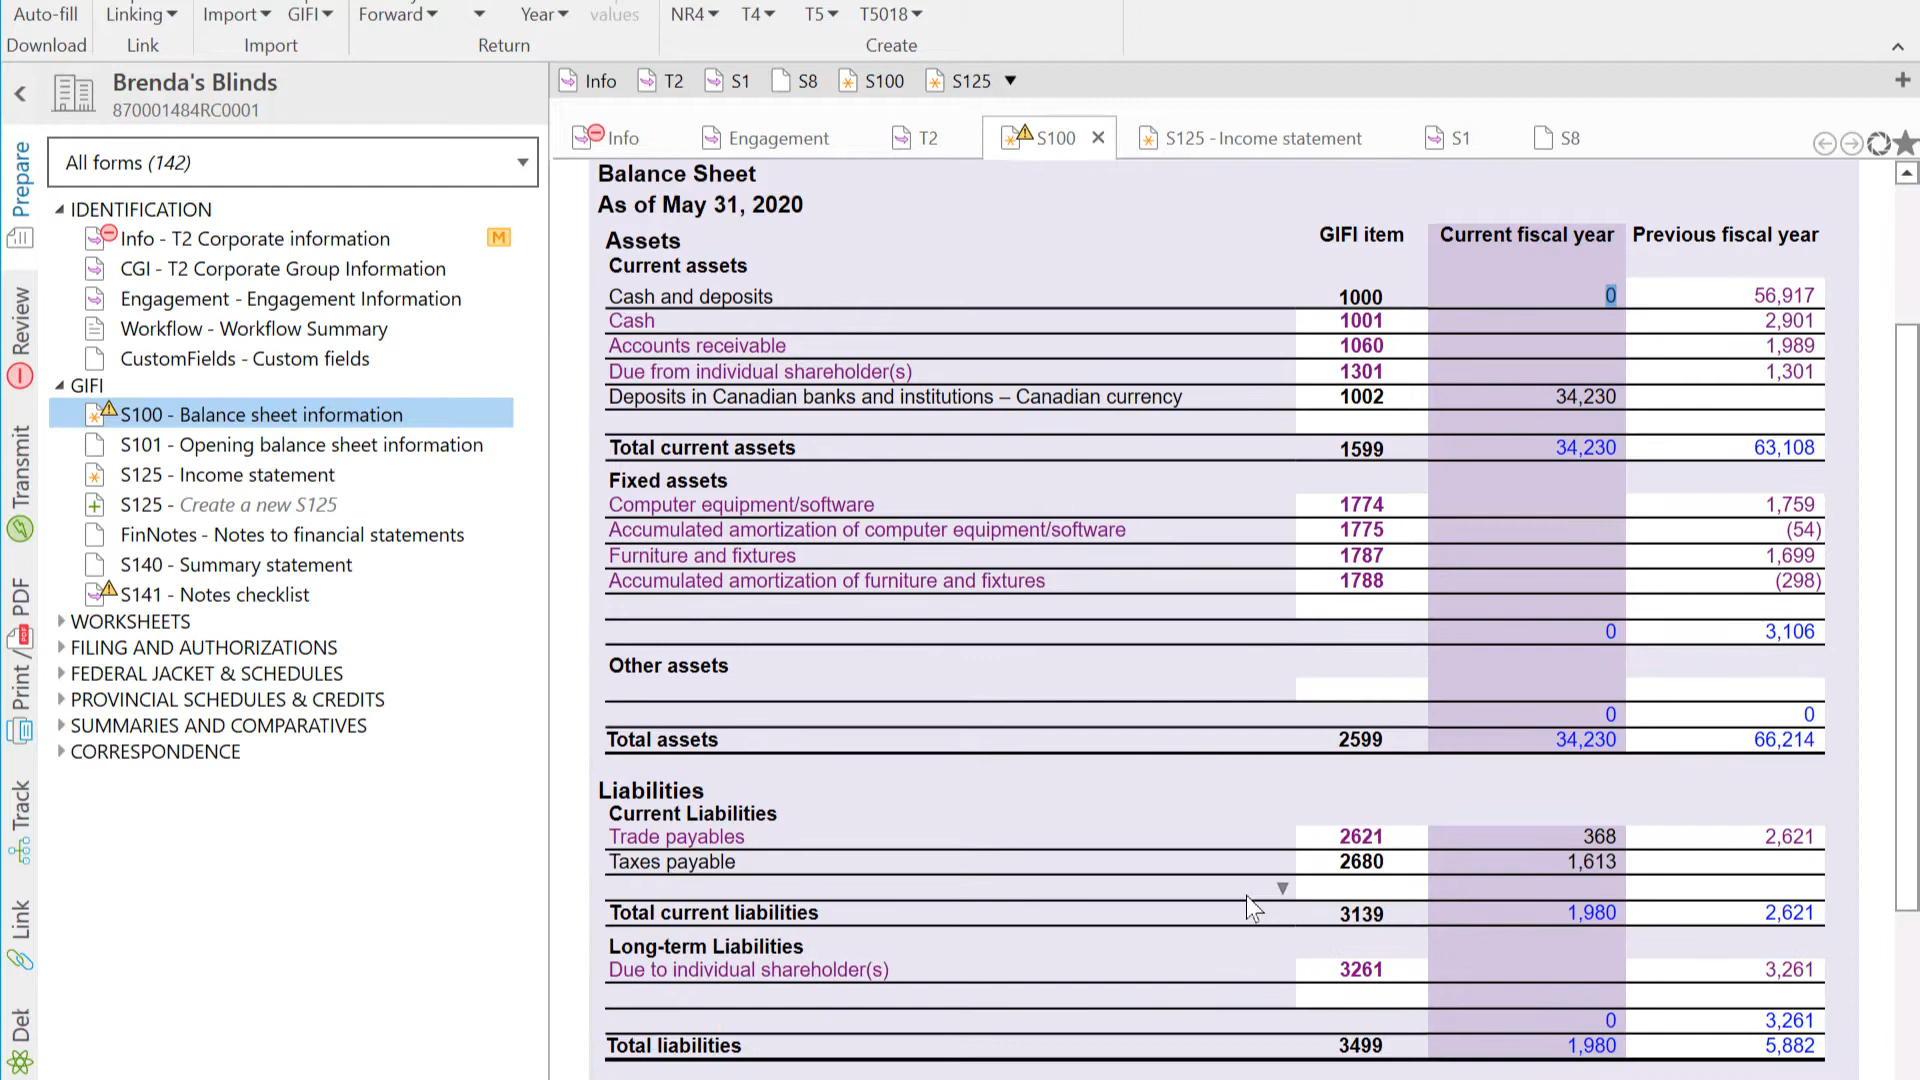 Auto-fill
Linking
Import
GIFI
Forward
Year
values
NR4
T4
T5
T5018
Download
Link
Import
Return
Create
Brenda's Blinds
870001484RC0001
Info
T2
S1
S8
S100
S125
Info
Engagement
T2
S100
S125 - Income statement
S1
S8
Prepare
Review
Transmit
Print / PDF
Track
Link
Del
All forms (142)
IDENTIFICATION
Info - T2 Corporate information
M
CGI - T2 Corporate Group Information
Engagement - Engagement Information
Workflow - Workflow Summary
CustomFields - Custom fields
GIFI
S100 - Balance sheet information
S101 - Opening balance sheet information
S125 - Income statement
S125 - Create a new S125
FinNotes - Notes to financial statements
S140 - Summary statement
S141 - Notes checklist
WORKSHEETS
FILING AND AUTHORIZATIONS
FEDERAL JACKET & SCHEDULES
PROVINCIAL SCHEDULES & CREDITS
SUMMARIES AND COMPARATIVES
CORRESPONDENCE
Balance Sheet
As of May 31, 2020
Assets GIFI item Current fiscal year Previous fiscal year
Current assets
Cash and deposits 1000 0 56,917
Cash 1001 2,901
Accounts receivable 1060 1,989
Due from individual shareholder(s) 1301 1,301
Deposits in Canadian banks and institutions – Canadian currency 1002 34,230
Total current assets 1599 34,230 63,108
Fixed assets
Computer equipment/software 1774 1,759
Accumulated amortization of computer equipment/software 1775 (54)
Furniture and fixtures 1787 1,699
Accumulated amortization of furniture and fixtures 1788 (298)
0 3,106
Other assets
0 0
Total assets 2599 34,230 66,214
Liabilities
Current Liabilities
Trade payables 2621 368 2,621
Taxes payable 2680 1,613
Total current liabilities 3139 1,980 2,621
Long-term Liabilities
Due to individual shareholder(s) 3261 3,261
0 3,261
Total liabilities 3499 1,980 5,882